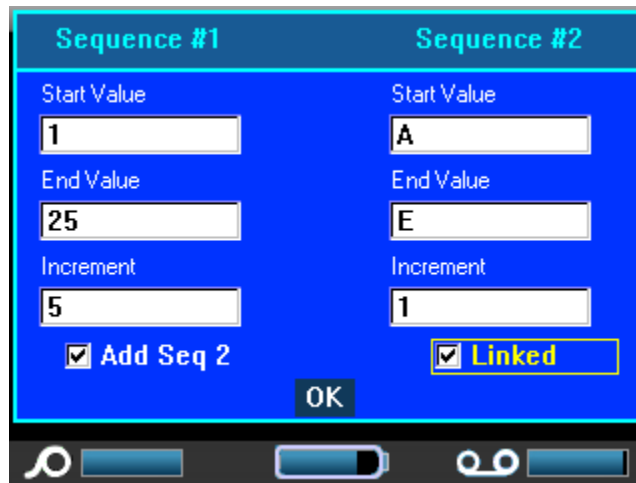 Sequence #1 Sequence #2
Start Value Start Value
1 A
End Value End Value
25 E
Increment Increment
5 1
Add Seq 2 Linked
OK